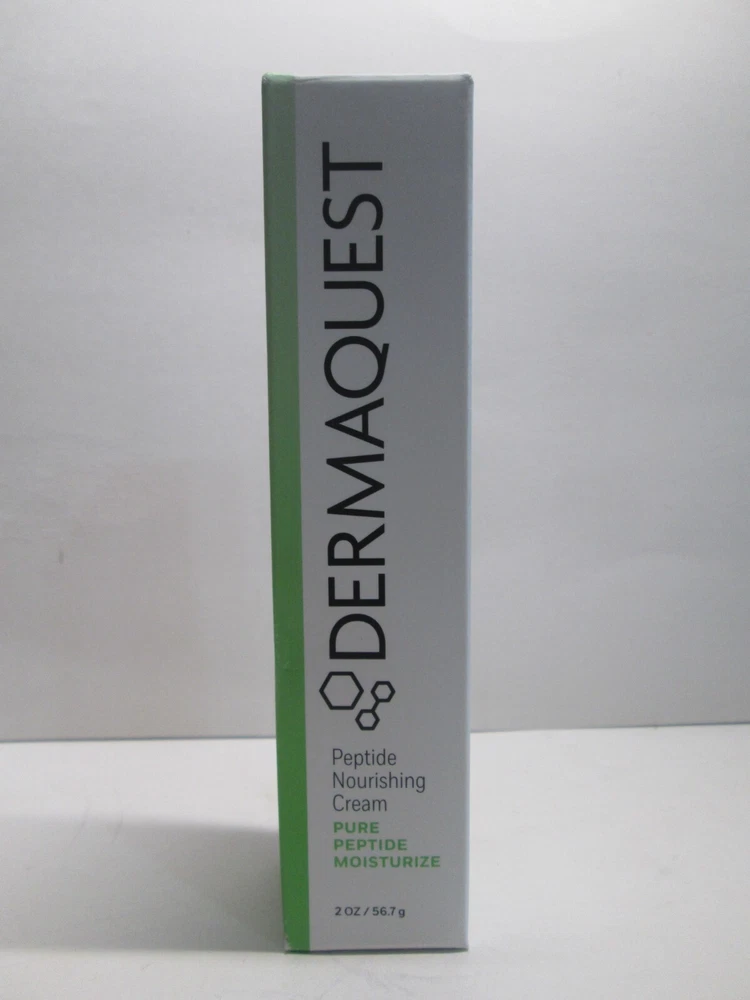 DERMAQUEST
Peptide
Nourishing
Cream
PURE
PEPTIDE
MOISTURIZE
2 OZ / 56.7 g